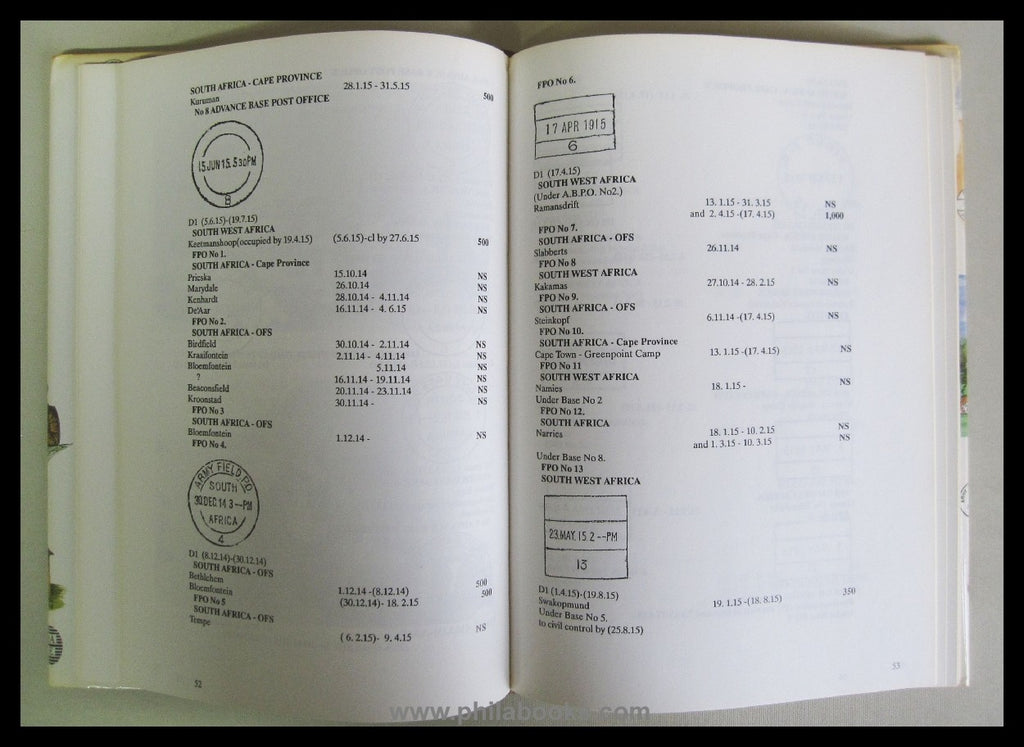 SOUTH AFRICA - CAPE PROVINCE
Kuruman 28.1.15 - 31.5.15 500
No 8 ADVANCE BASE POST OFFICE
15 JUN 15. 5 30PM
8
D1 (5.6.15)-(19.7.15)
SOUTH WEST AFRICA
Keetmanshoop(occupied by 19.4.15) (5.6.15)-cl by 27.6.15 500
FPO No 1.
SOUTH AFRICA - Cape Province
Prieska 15.10.14 NS
Marydale 26.10.14 NS
Kenhardt 28.10.14 - 4.11.14 NS
De'Aar 16.11.14 - 4. 6.15 NS
FPO No 2.
SOUTH AFRICA - OFS
Birdfield 30.10.14 - 2.11.14 NS
Kraaifontein 2.11.14 - 4.11.14 NS
Bloemfontein 5.11.14 NS
? 16.11.14 - 19.11.14 NS
Beaconsfield 20.11.14 - 23.11.14 NS
Kroonstad 30.11.14 - NS
FPO No 3
SOUTH AFRICA - OFS
Bloemfontein 1.12.14 - NS
FPO No 4.
ARMY FIELD PO
SOUTH
30.DEC.14 3--PM
AFRICA
4
D1 (8.12.14)-(30.12.14)
SOUTH AFRICA - OFS
Bethlehem 1.12.14 -(8.12.14) 500
Bloemfontein (30.12.14)- 18. 2.15 500
FPO No 5
SOUTH AFRICA - OFS
Tempe ( 6. 2.15)- 9. 4.15 NS
52
FPO No 6.
17 APR 1915
6
D1 (17.4.15)
SOUTH WEST AFRICA
(Under A.B.P.O. No2.)
Ramansdrift 13. 1.15 - 31. 3.15 NS
and 2. 4.15 -(17. 4.15) 1,000
FPO No 7.
SOUTH AFRICA - OFS
Slabberts 26.11.14 NS
FPO No 8
SOUTH WEST AFRICA
Kakamas 27.10.14 - 28. 2.15 NS
FPO No 9.
SOUTH AFRICA - OFS
Steinkopf 6.11.14 -(17. 4.15) NS
FPO No 10.
SOUTH AFRICA - Cape Province
Cape Town - Greenpoint Camp 13. 1.15 -(17. 4.15) NS
FPO No 11
SOUTH WEST AFRICA
Namies 18. 1.15 - NS
Under Base No 2
FPO No 12.
SOUTH AFRICA
Narries 18. 1.15 - 10. 2.15 NS
and 1. 3.15 - 10. 3.15 NS
Under Base No 8.
FPO No 13
SOUTH WEST AFRICA
23.MAY.15 2--PM
13
D1 (1.4.15)-(19.8.15)
Swakopmund 19. 1.15 -(18. 8.15) 350
Under Base No 5.
to civil control by (25.8.15)
53
www.philabooks.com